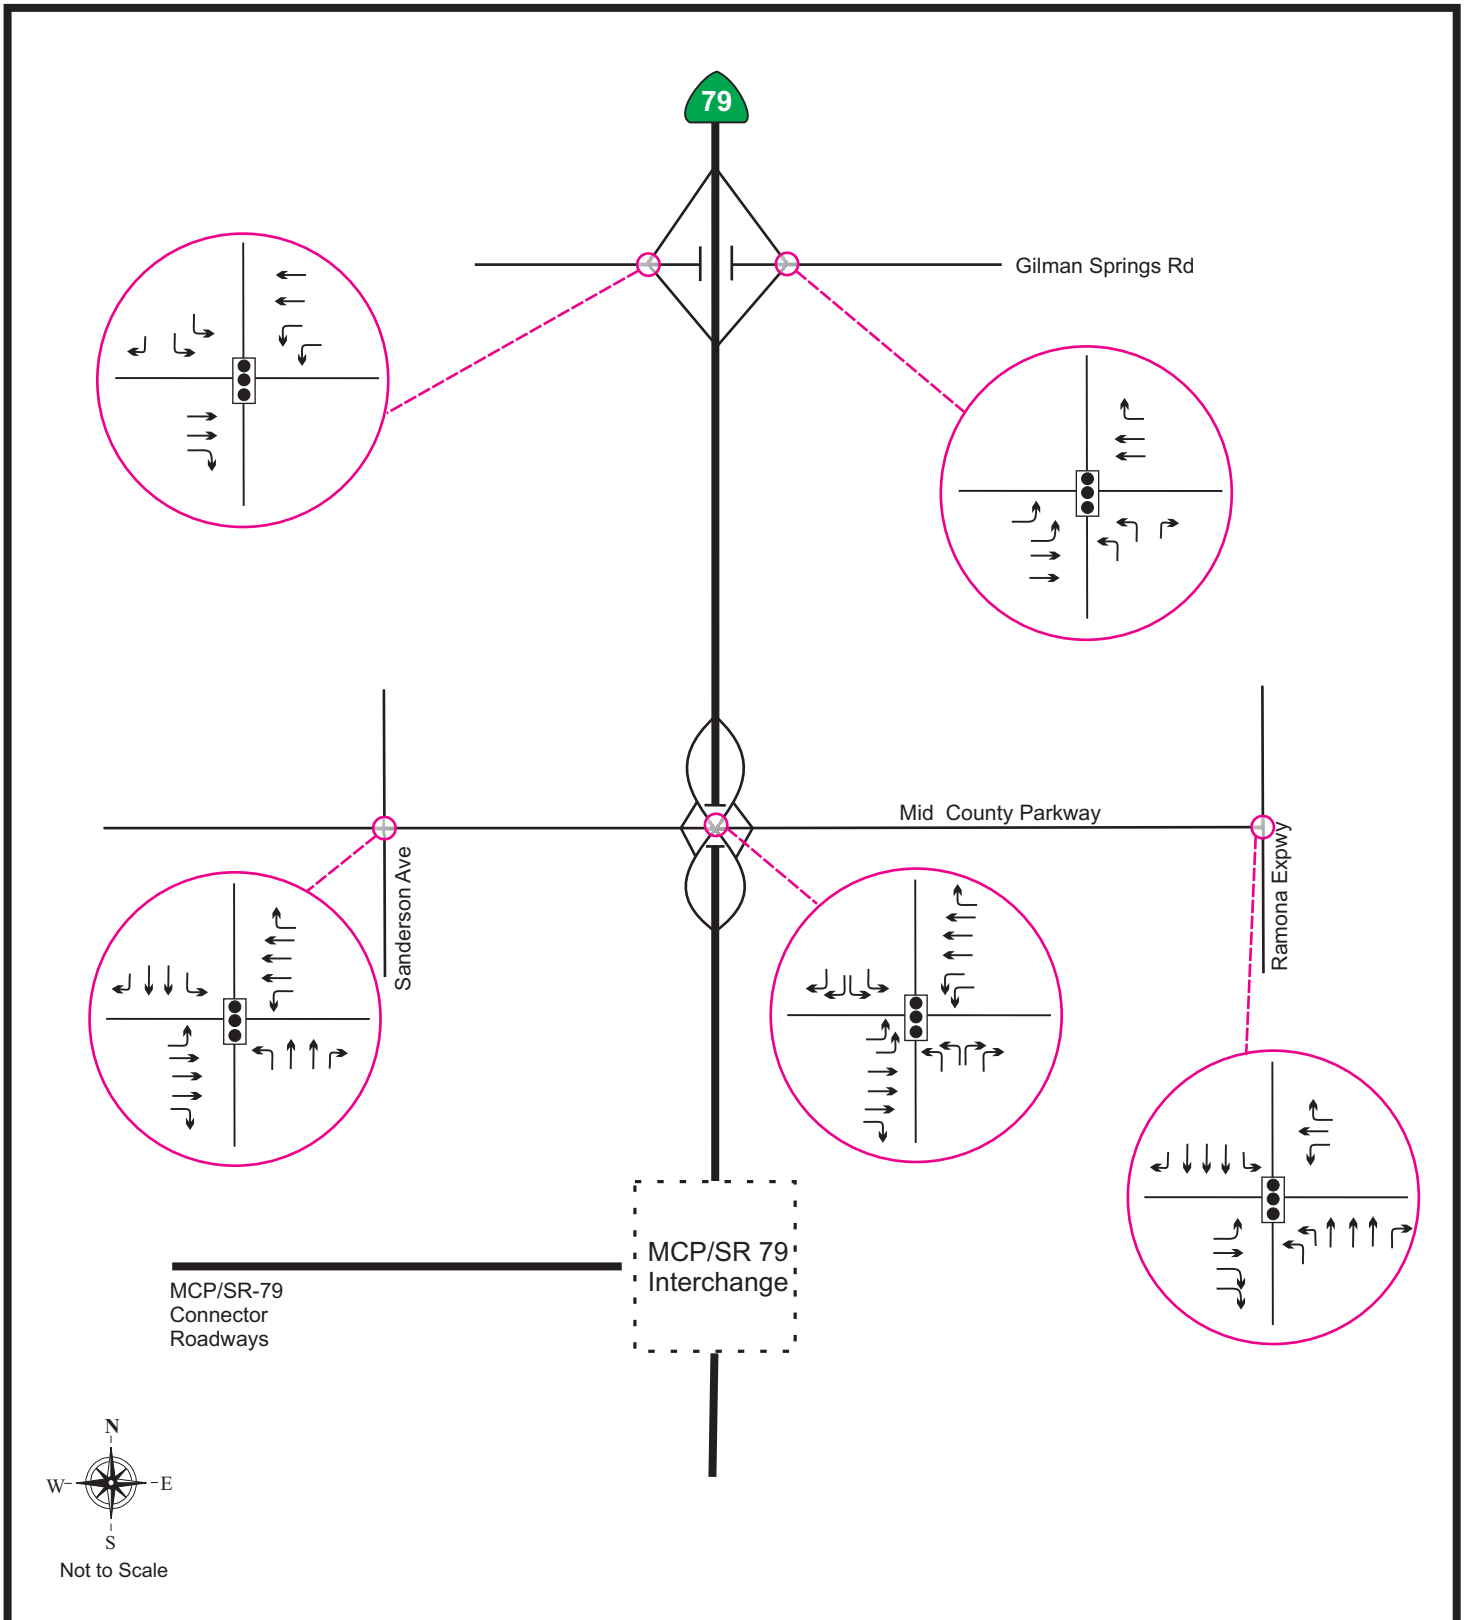 79
Gilman Springs Rd
Mid County Parkway
Sanderson Ave
Ramona Expwy
MCP/SR 79
Interchange
MCP/SR-79
Connector
Roadways
N
W
E
S
Not to Scale